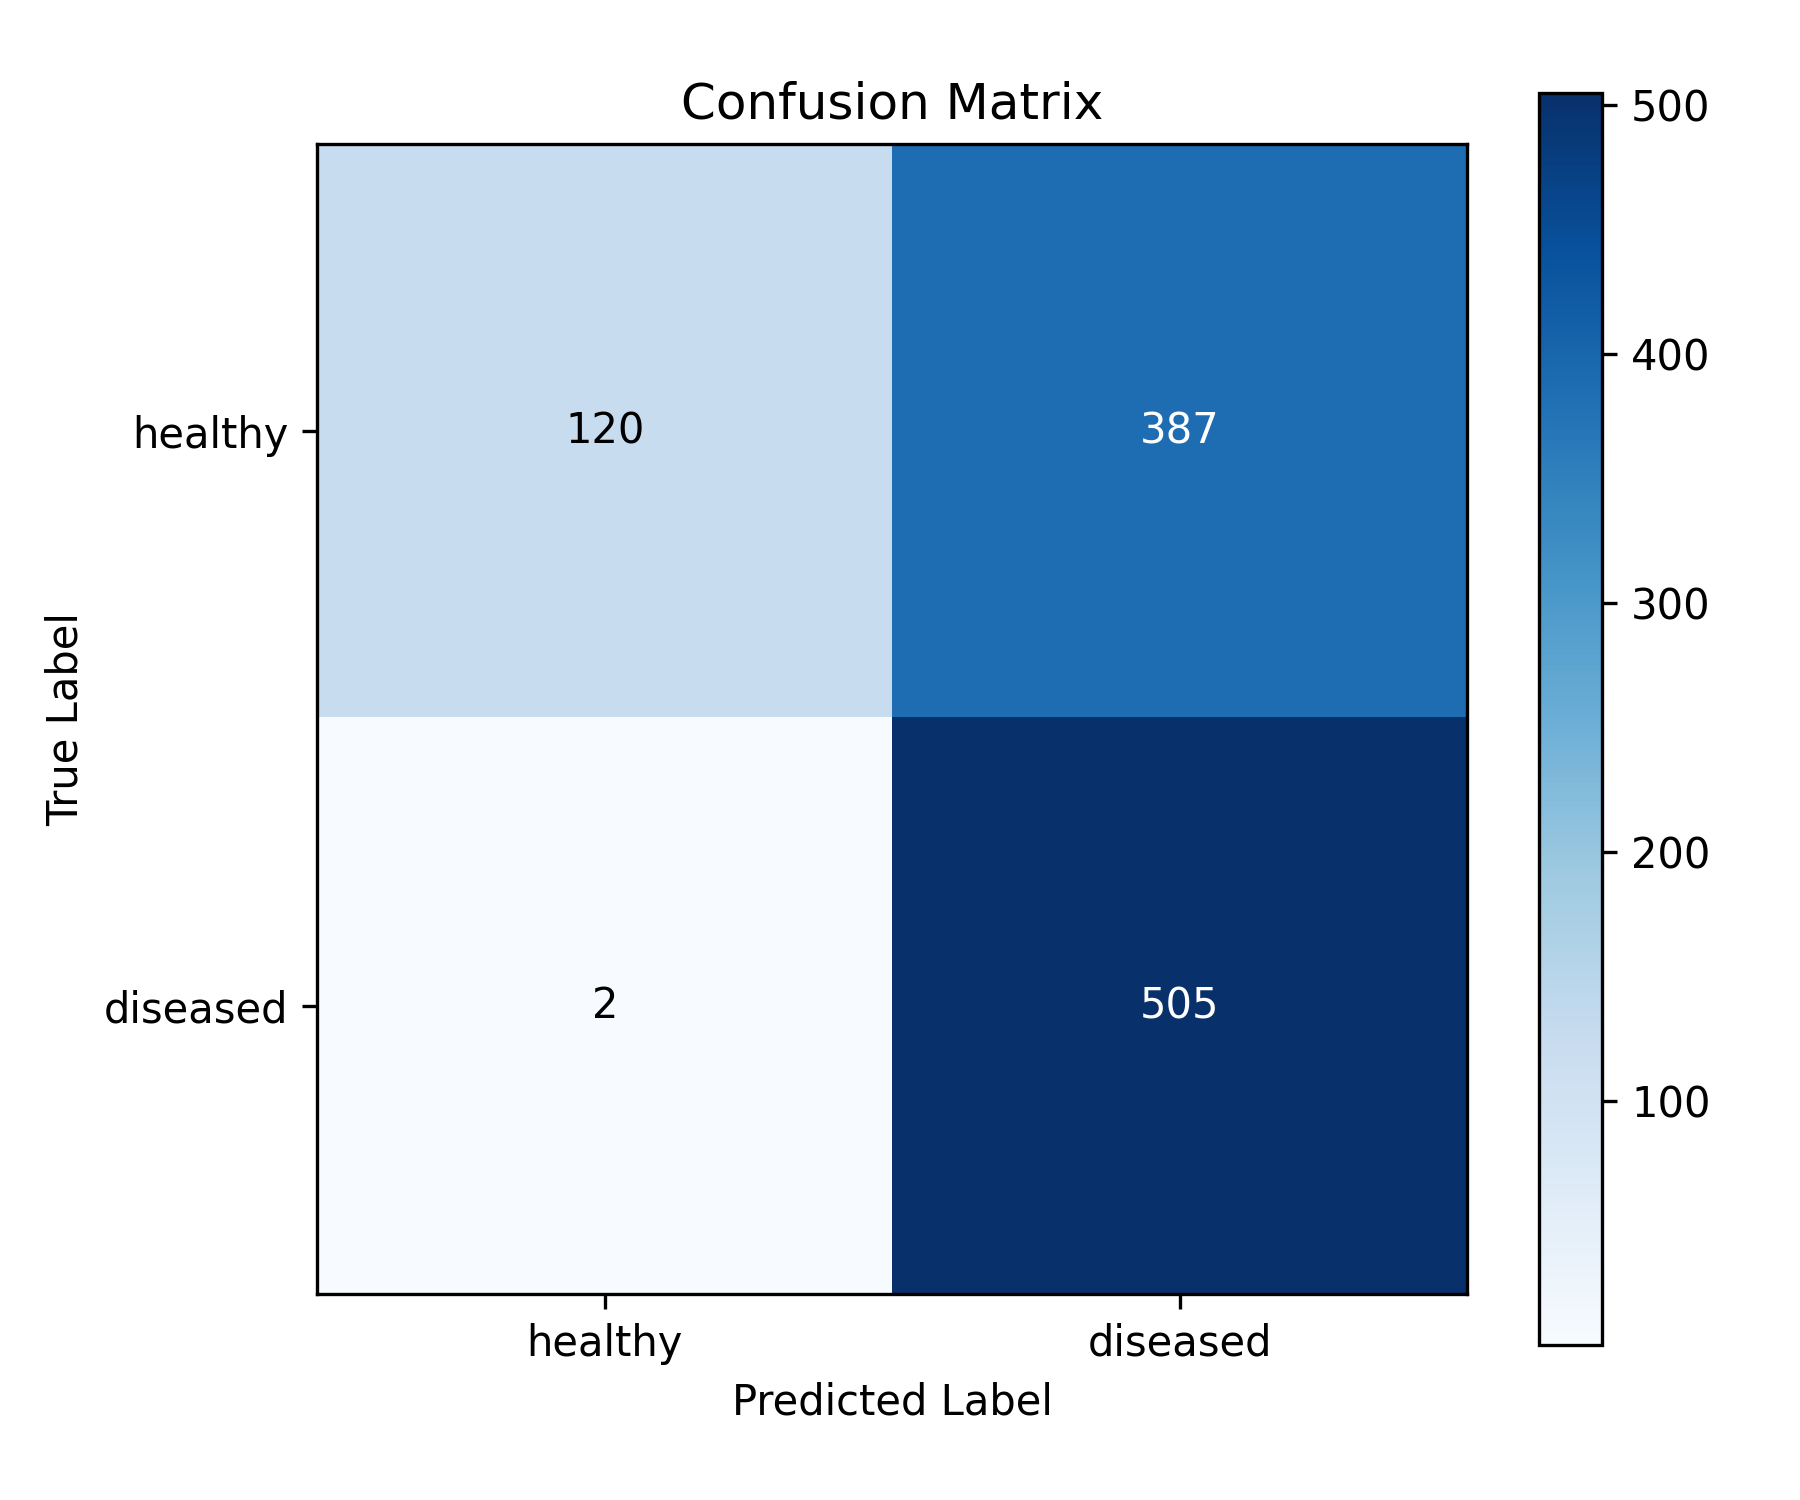 Confusion Matrix
healthy
diseased
True Label
120
387
2
505
healthy
diseased
Predicted Label
500
400
300
200
100